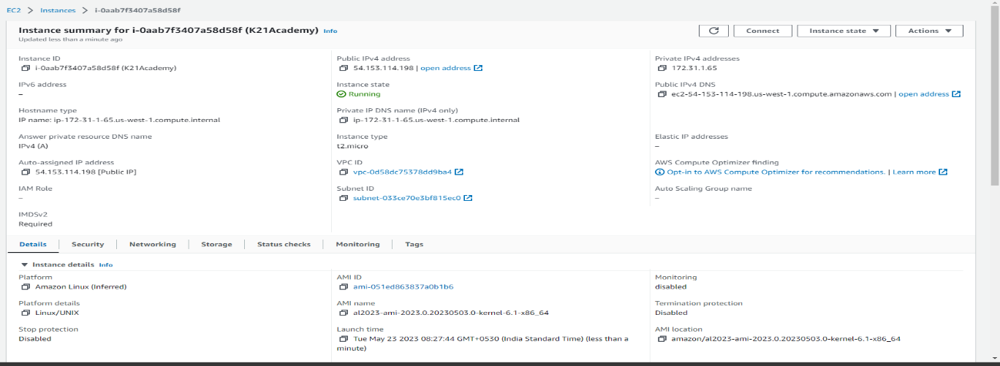 EC2 > Instances > i-0aab7f3407a58d58f
Instance summary for i-0aab7f3407a58d58f (K21Academy) Info
Updated less than a minute ago
Connect
Instance state
Actions
Instance ID
i-0aab7f3407a58d58f (K21Academy)
Public IPv4 address
54.153.114.198 | open address
Private IPv4 addresses
172.31.1.65
IPv6 address
–
Instance state
Running
Public IPv4 DNS
ec2-54-153-114-198.us-west-1.compute.amazonaws.com | open address
Hostname type
IP name: ip-172-31-1-65.us-west-1.compute.internal
Private IP DNS name (IPv4 only)
ip-172-31-1-65.us-west-1.compute.internal
Answer private resource DNS name
IPv4 (A)
Instance type
t2.micro
Elastic IP addresses
–
Auto-assigned IP address
54.153.114.198 [Public IP]
VPC ID
vpc-0d58dc75378dd9ba4
AWS Compute Optimizer finding
Opt-in to AWS Compute Optimizer for recommendations. | Learn more
IAM Role
–
Subnet ID
subnet-033ce70e3bf815ec0
Auto Scaling Group name
–
IMDSv2
Required
Details
Security
Networking
Storage
Status checks
Monitoring
Tags
Instance details Info
Platform
Amazon Linux (Inferred)
AMI ID
ami-051ed863837a0b1b6
Monitoring
disabled
Platform details
Linux/UNIX
AMI name
al2023-ami-2023.0.20230503.0-kernel-6.1-x86_64
Termination protection
Disabled
Stop protection
Disabled
Launch time
Tue May 23 2023 08:27:44 GMT+0530 (India Standard Time) (less than a
minute)
AMI location
amazon/al2023-ami-2023.0.20230503.0-kernel-6.1-x86_64